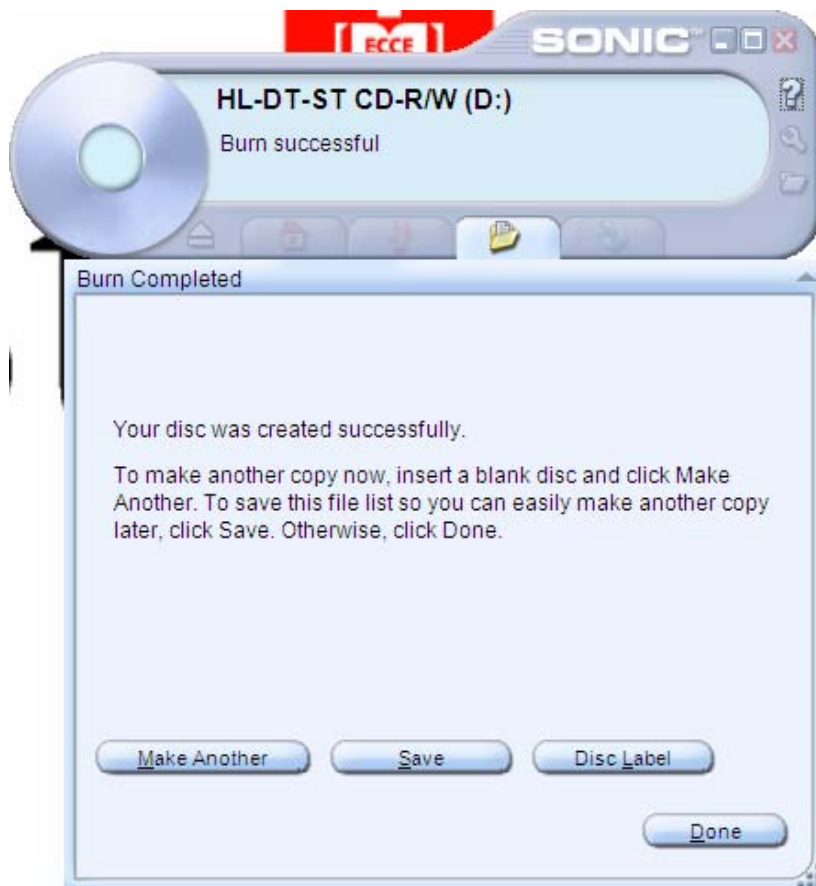 ECCE
SONIC™
HL-DT-ST CD-R/W (D:)
Burn successful
Burn Completed
Your disc was created successfully.
To make another copy now, insert a blank disc and click Make
Another. To save this file list so you can easily make another copy
later, click Save. Otherwise, click Done.
Make Another
Save
Disc Label
Done